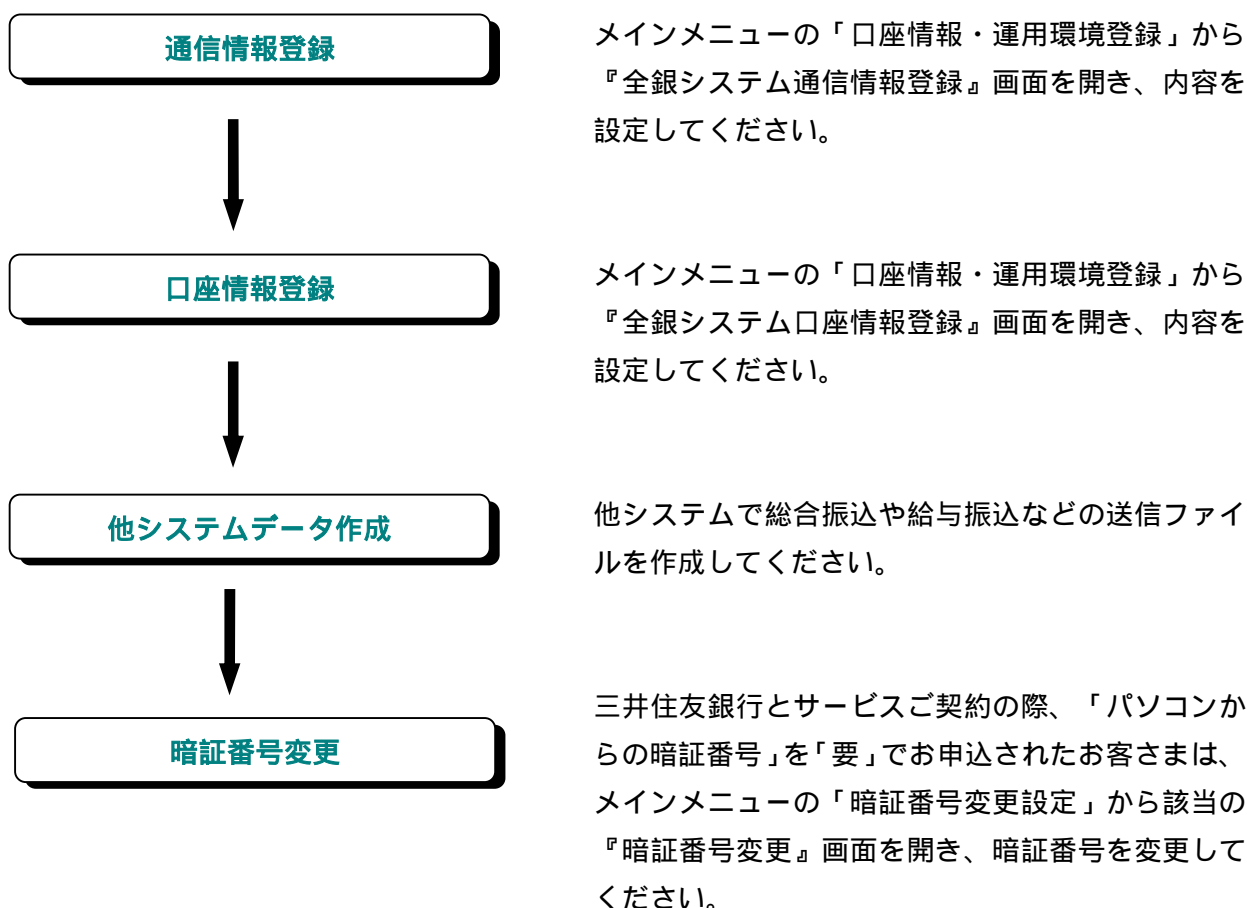 通信情報登録
メインメニューの「口座情報・運用環境登録」から
『全銀システム通信情報登録』画面を開き、内容を
設定してください。
口座情報登録
メインメニューの「口座情報・運用環境登録」から
『全銀システム口座情報登録』画面を開き、内容を
設定してください。
他システムデータ作成
他システムで総合振込や給与振込などの送信ファイ
ルを作成してください。
暗証番号変更
三井住友銀行とサービスご契約の際、「パソコンか
らの暗証番号」を「要」でお申込されたお客さまは、
メインメニューの「暗証番号変更設定」から該当の
『暗証番号変更』画面を開き、暗証番号を変更して
ください。